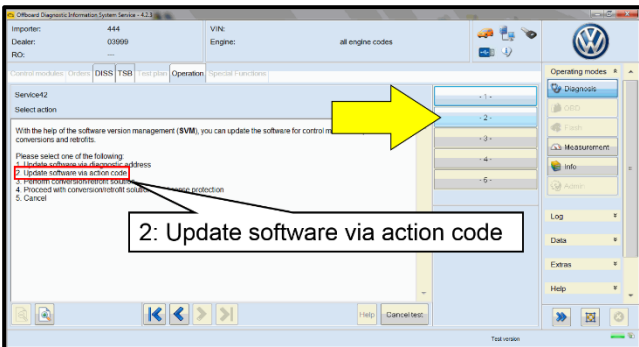 Offboard Diagnostic Information System Service - 4.2.3
Importer: 444 VIN:
Dealer: 03999 Engine: all engine codes
RO: ---
Control modules Orders DISS TSB Test plan Operation Special Functions
Operating modes
Service42
Select action
Diagnosis
OBD
Flash
Measurement
Info
Admin
With the help of the software version management (SVM), you can update the software for control
conversions and retrofits.
Please select one of the following:
1. Update software via diagnostic address
2. Update software via action code
3. Perform conversion/retrofit solution
4. Proceed with conversion/retrofit
protection
5. Cancel
- 1 -
- 2 -
- 3 -
- 4 -
- 5 -
2: Update software via action code
Log
Data
Extras
Help
Help Cancel test
Test version